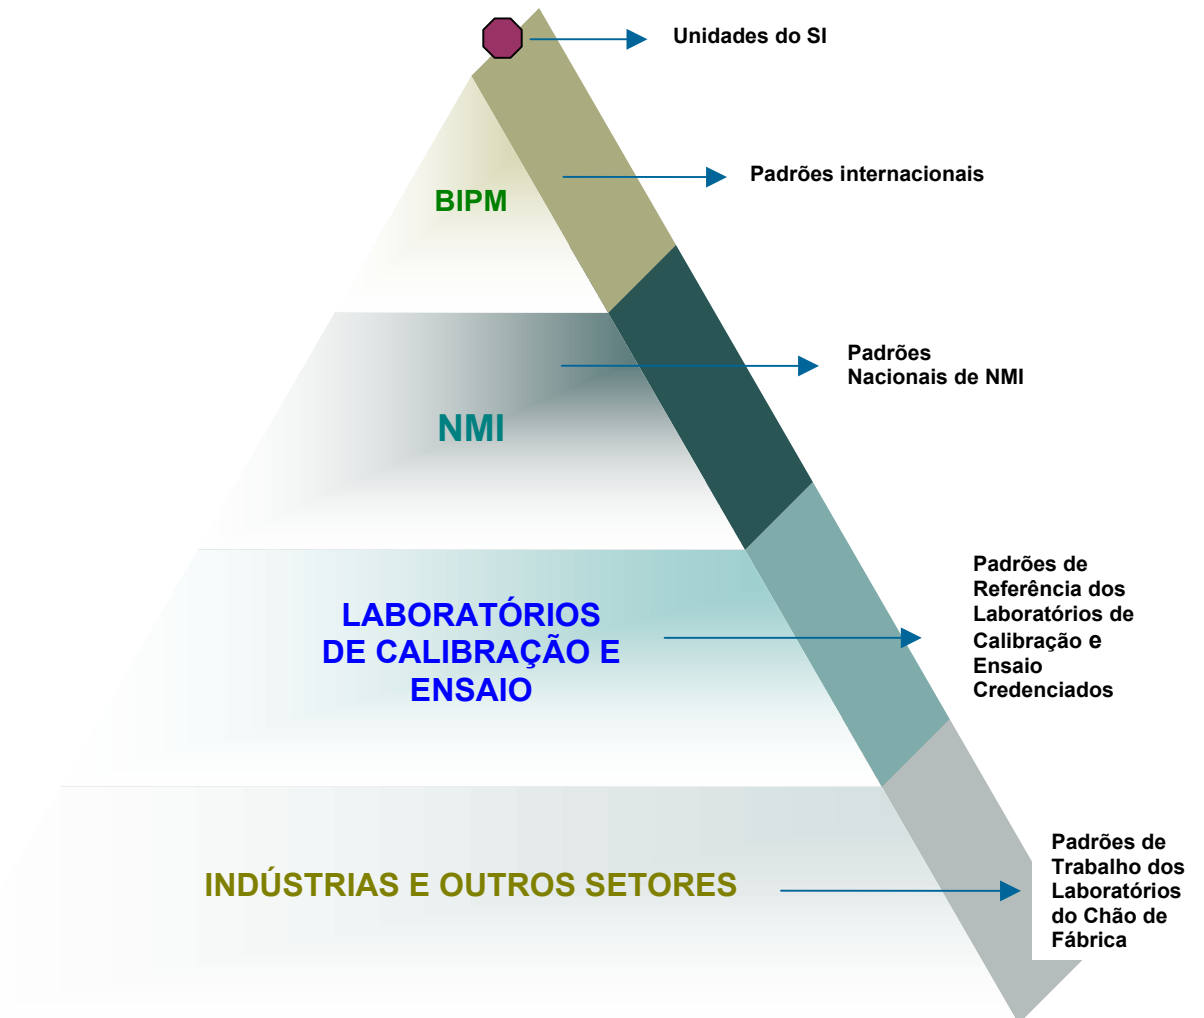 Unidades do SI
BIPM
Padrões internacionais
NMI
Padrões
Nacionais de NMI
LABORATÓRIOS
DE CALIBRAÇÃO E
ENSAIO
Padrões de
Referência dos
Laboratórios de
Calibração e
Ensaio
Credenciados
INDÚSTRIAS E OUTROS SETORES
Padrões de
Trabalho dos
Laboratórios
do Chão de
Fábrica